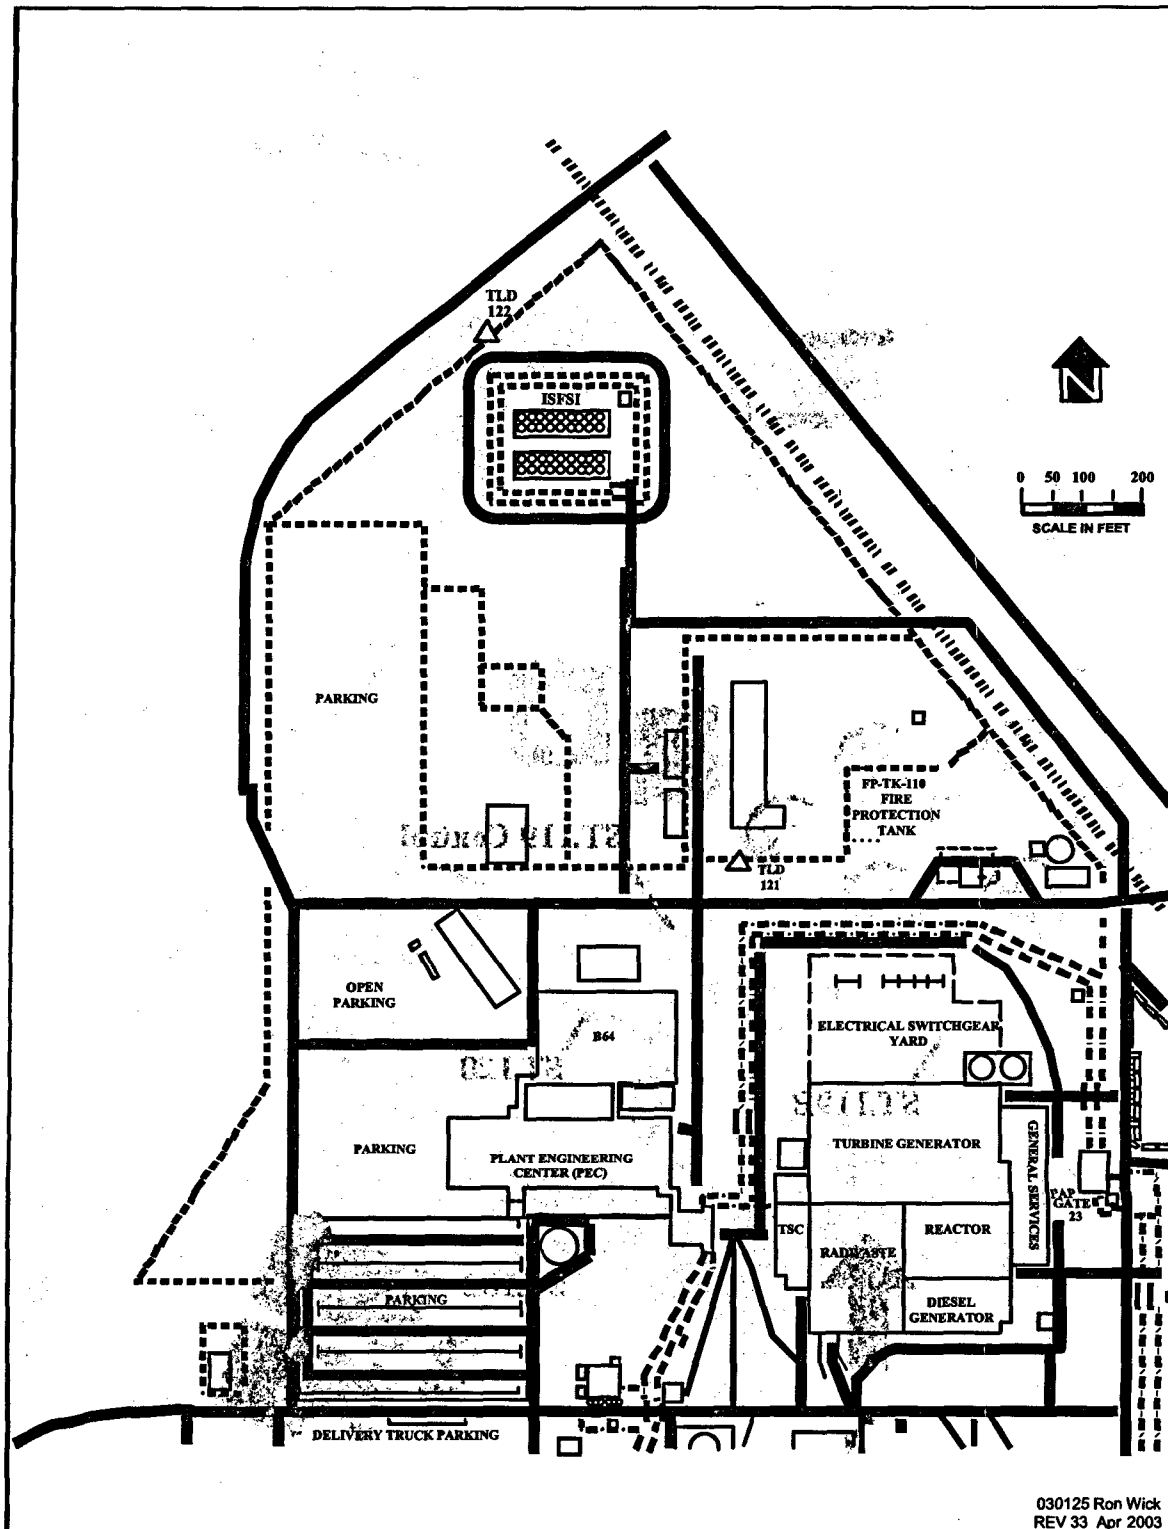 TLD
122
ISFSI
N
0 50 100 200
SCALE IN FEET
PARKING
FP-TK-110
FIRE
PROTECTION
TANK
TLD
121
OPEN
PARKING
B64
ELECTRICAL SWITCHGEAR
YARD
PARKING
PLANT ENGINEERING
CENTER (PEC)
TURBINE GENERATOR
GENERAL SERVICES
PAP
GATE
23
TSC
RADWASTE
REACTOR
PARKING
DIESEL
GENERATOR
DELIVERY TRUCK PARKING
030125 Ron Wick
REV 33 Apr 2003